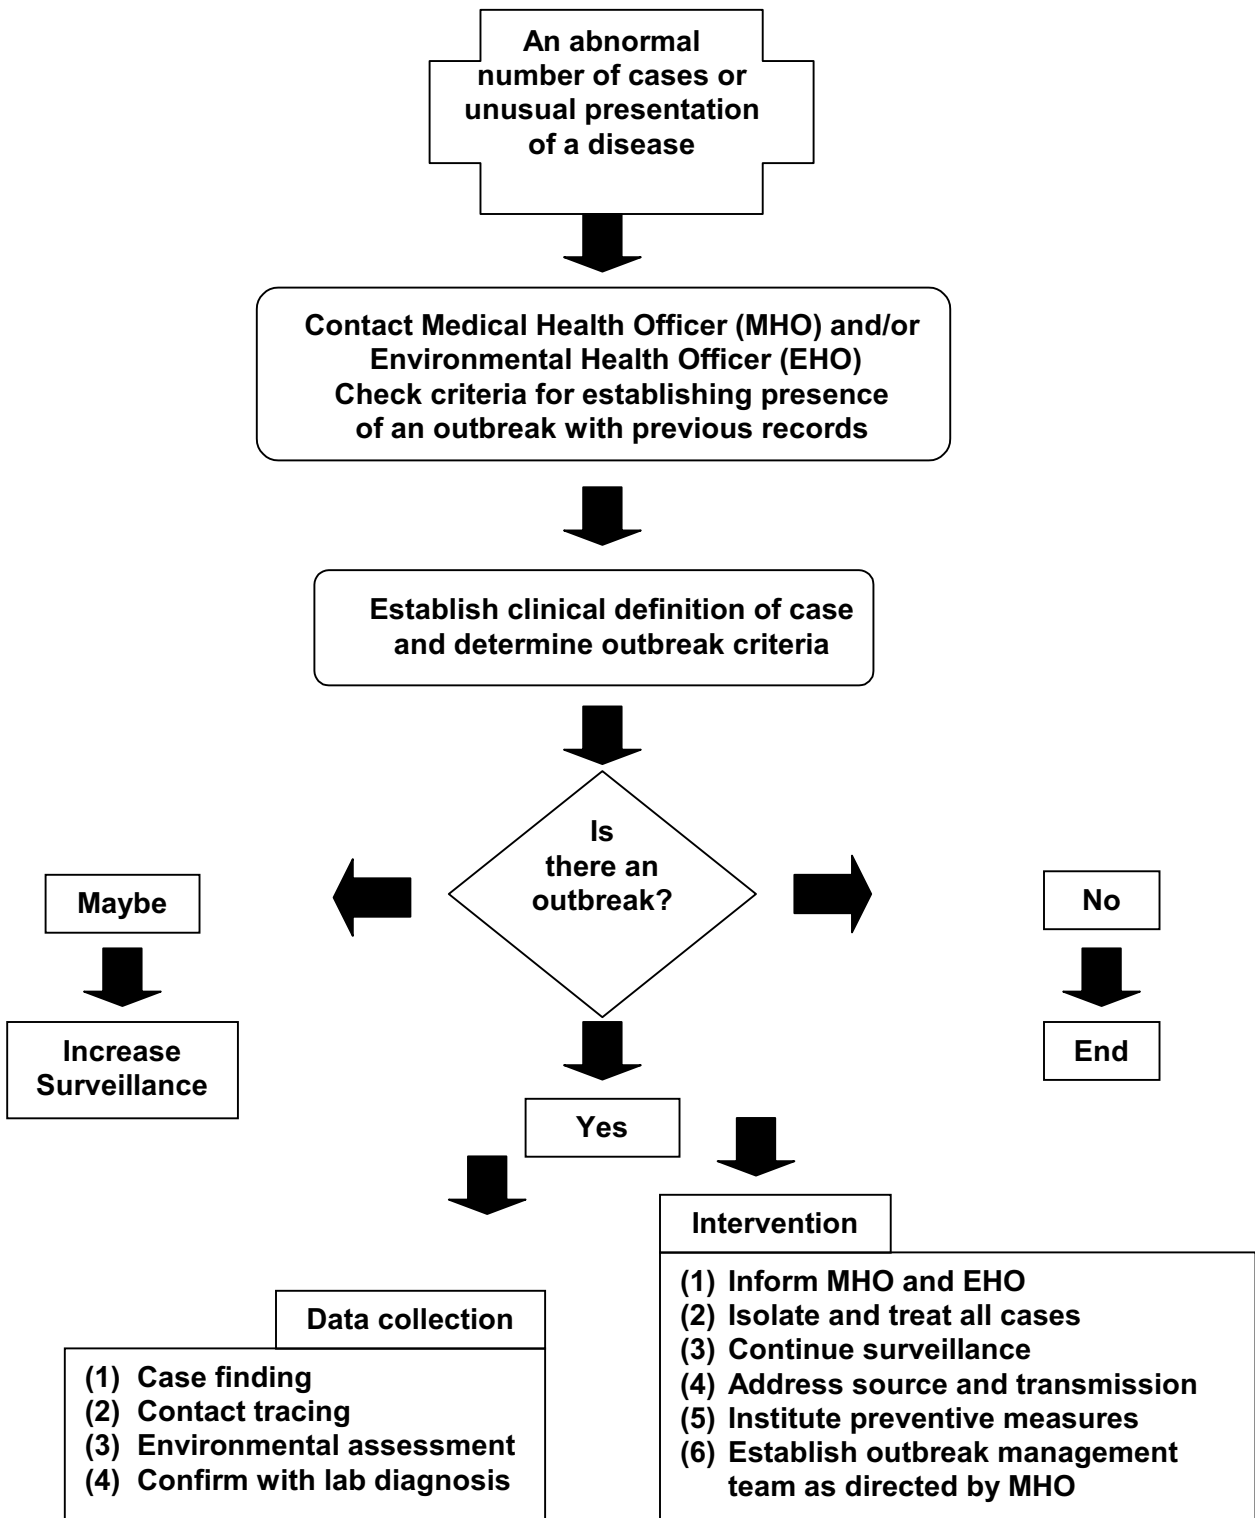 An abnormal
number of cases or
unusual presentation
of a disease
Contact Medical Health Officer (MHO) and/or
Environmental Health Officer (EHO)
Check criteria for establishing presence
of an outbreak with previous records
Establish clinical definition of case
and determine outbreak criteria
Is
there an
outbreak?
Maybe
No
Increase
Surveillance
End
Yes
Data collection
(1) Case finding
(2) Contact tracing
(3) Environmental assessment
(4) Confirm with lab diagnosis
Intervention
(1) Inform MHO and EHO
(2) Isolate and treat all cases
(3) Continue surveillance
(4) Address source and transmission
(5) Institute preventive measures
(6) Establish outbreak management
team as directed by MHO